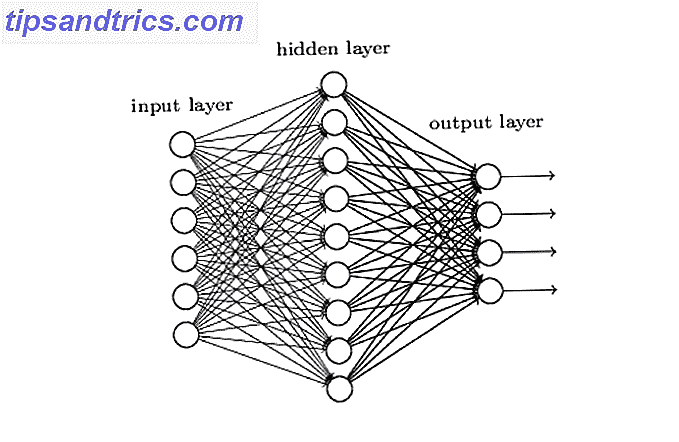 tipsandtrics.com
hidden layer
input layer
output layer